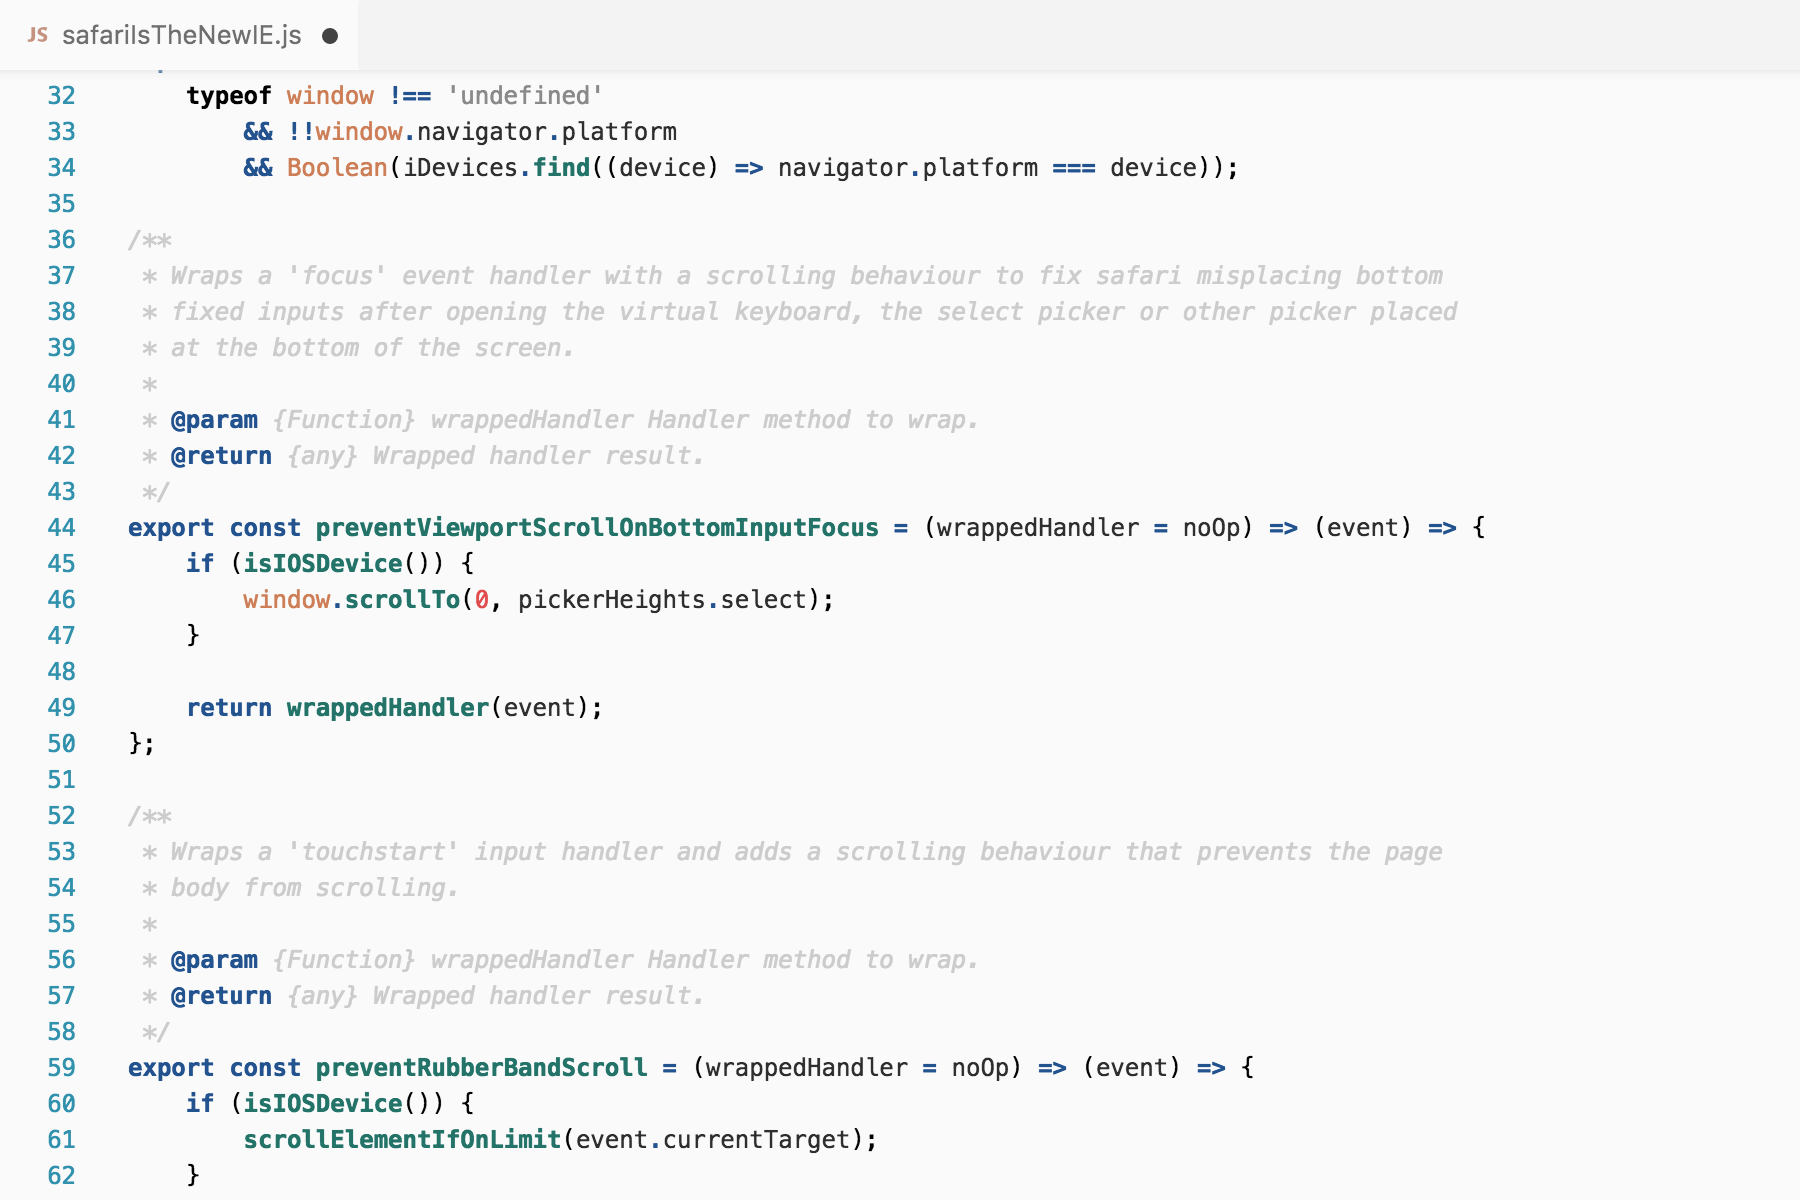 JS safariIsTheNewIE.js
32 typeof window !== 'undefined'
33 && !!window.navigator.platform
34 && Boolean(iDevices.find((device) => navigator.platform === device));
35
36 /**
37 * Wraps a 'focus' event handler with a scrolling behaviour to fix safari misplacing bottom
38 * fixed inputs after opening the virtual keyboard, the select picker or other picker placed
39 * at the bottom of the screen.
40 *
41 * @param {Function} wrappedHandler Handler method to wrap.
42 * @return {any} Wrapped handler result.
43 */
44 export const preventViewportScrollOnBottomInputFocus = (wrappedHandler = noOp) => (event) => {
45 if (isIOSDevice()) {
46 window.scrollTo(0, pickerHeights.select);
47 }
48
49 return wrappedHandler(event);
50 };
51
52 /**
53 * Wraps a 'touchstart' input handler and adds a scrolling behaviour that prevents the page
54 * body from scrolling.
55 *
56 * @param {Function} wrappedHandler Handler method to wrap.
57 * @return {any} Wrapped handler result.
58 */
59 export const preventRubberBandScroll = (wrappedHandler = noOp) => (event) => {
60 if (isIOSDevice()) {
61 scrollElementIfOnLimit(event.currentTarget);
62 }